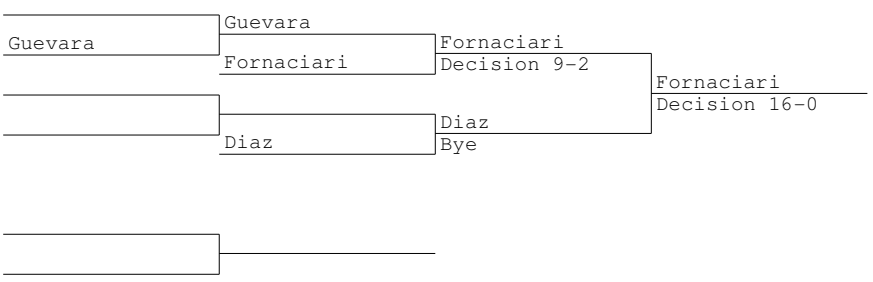 Guevara
Guevara
Fornaciari
Fornaciari
Decision 9-2
Diaz
Diaz
Bye
Fornaciari
Decision 16-0